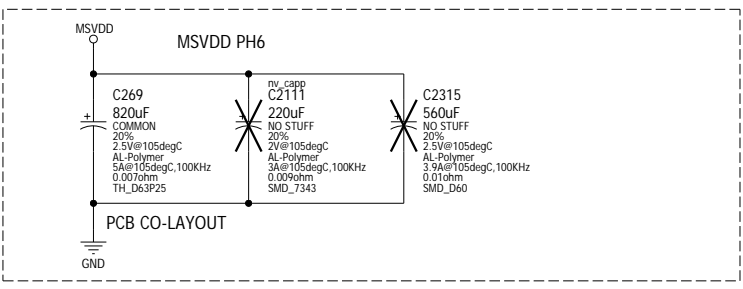 MSVDD
MSVDD PH6
C269
820uF
COMMON
20%
2.5V@105degC
AL-Polymer
5A@105degC,100KHz
0.007ohm
TH_D63P25
nv_capp
C2111
220uF
NO STUFF
20%
2V@105degC
AL-Polymer
3A@105degC,100KHz
0.009ohm
SMD_7343
C2315
560uF
NO STUFF
20%
2.5V@105degC
AL-Polymer
3.9A@105degC,100KHz
0.01ohm
SMD_D60
PCB CO-LAYOUT
GND